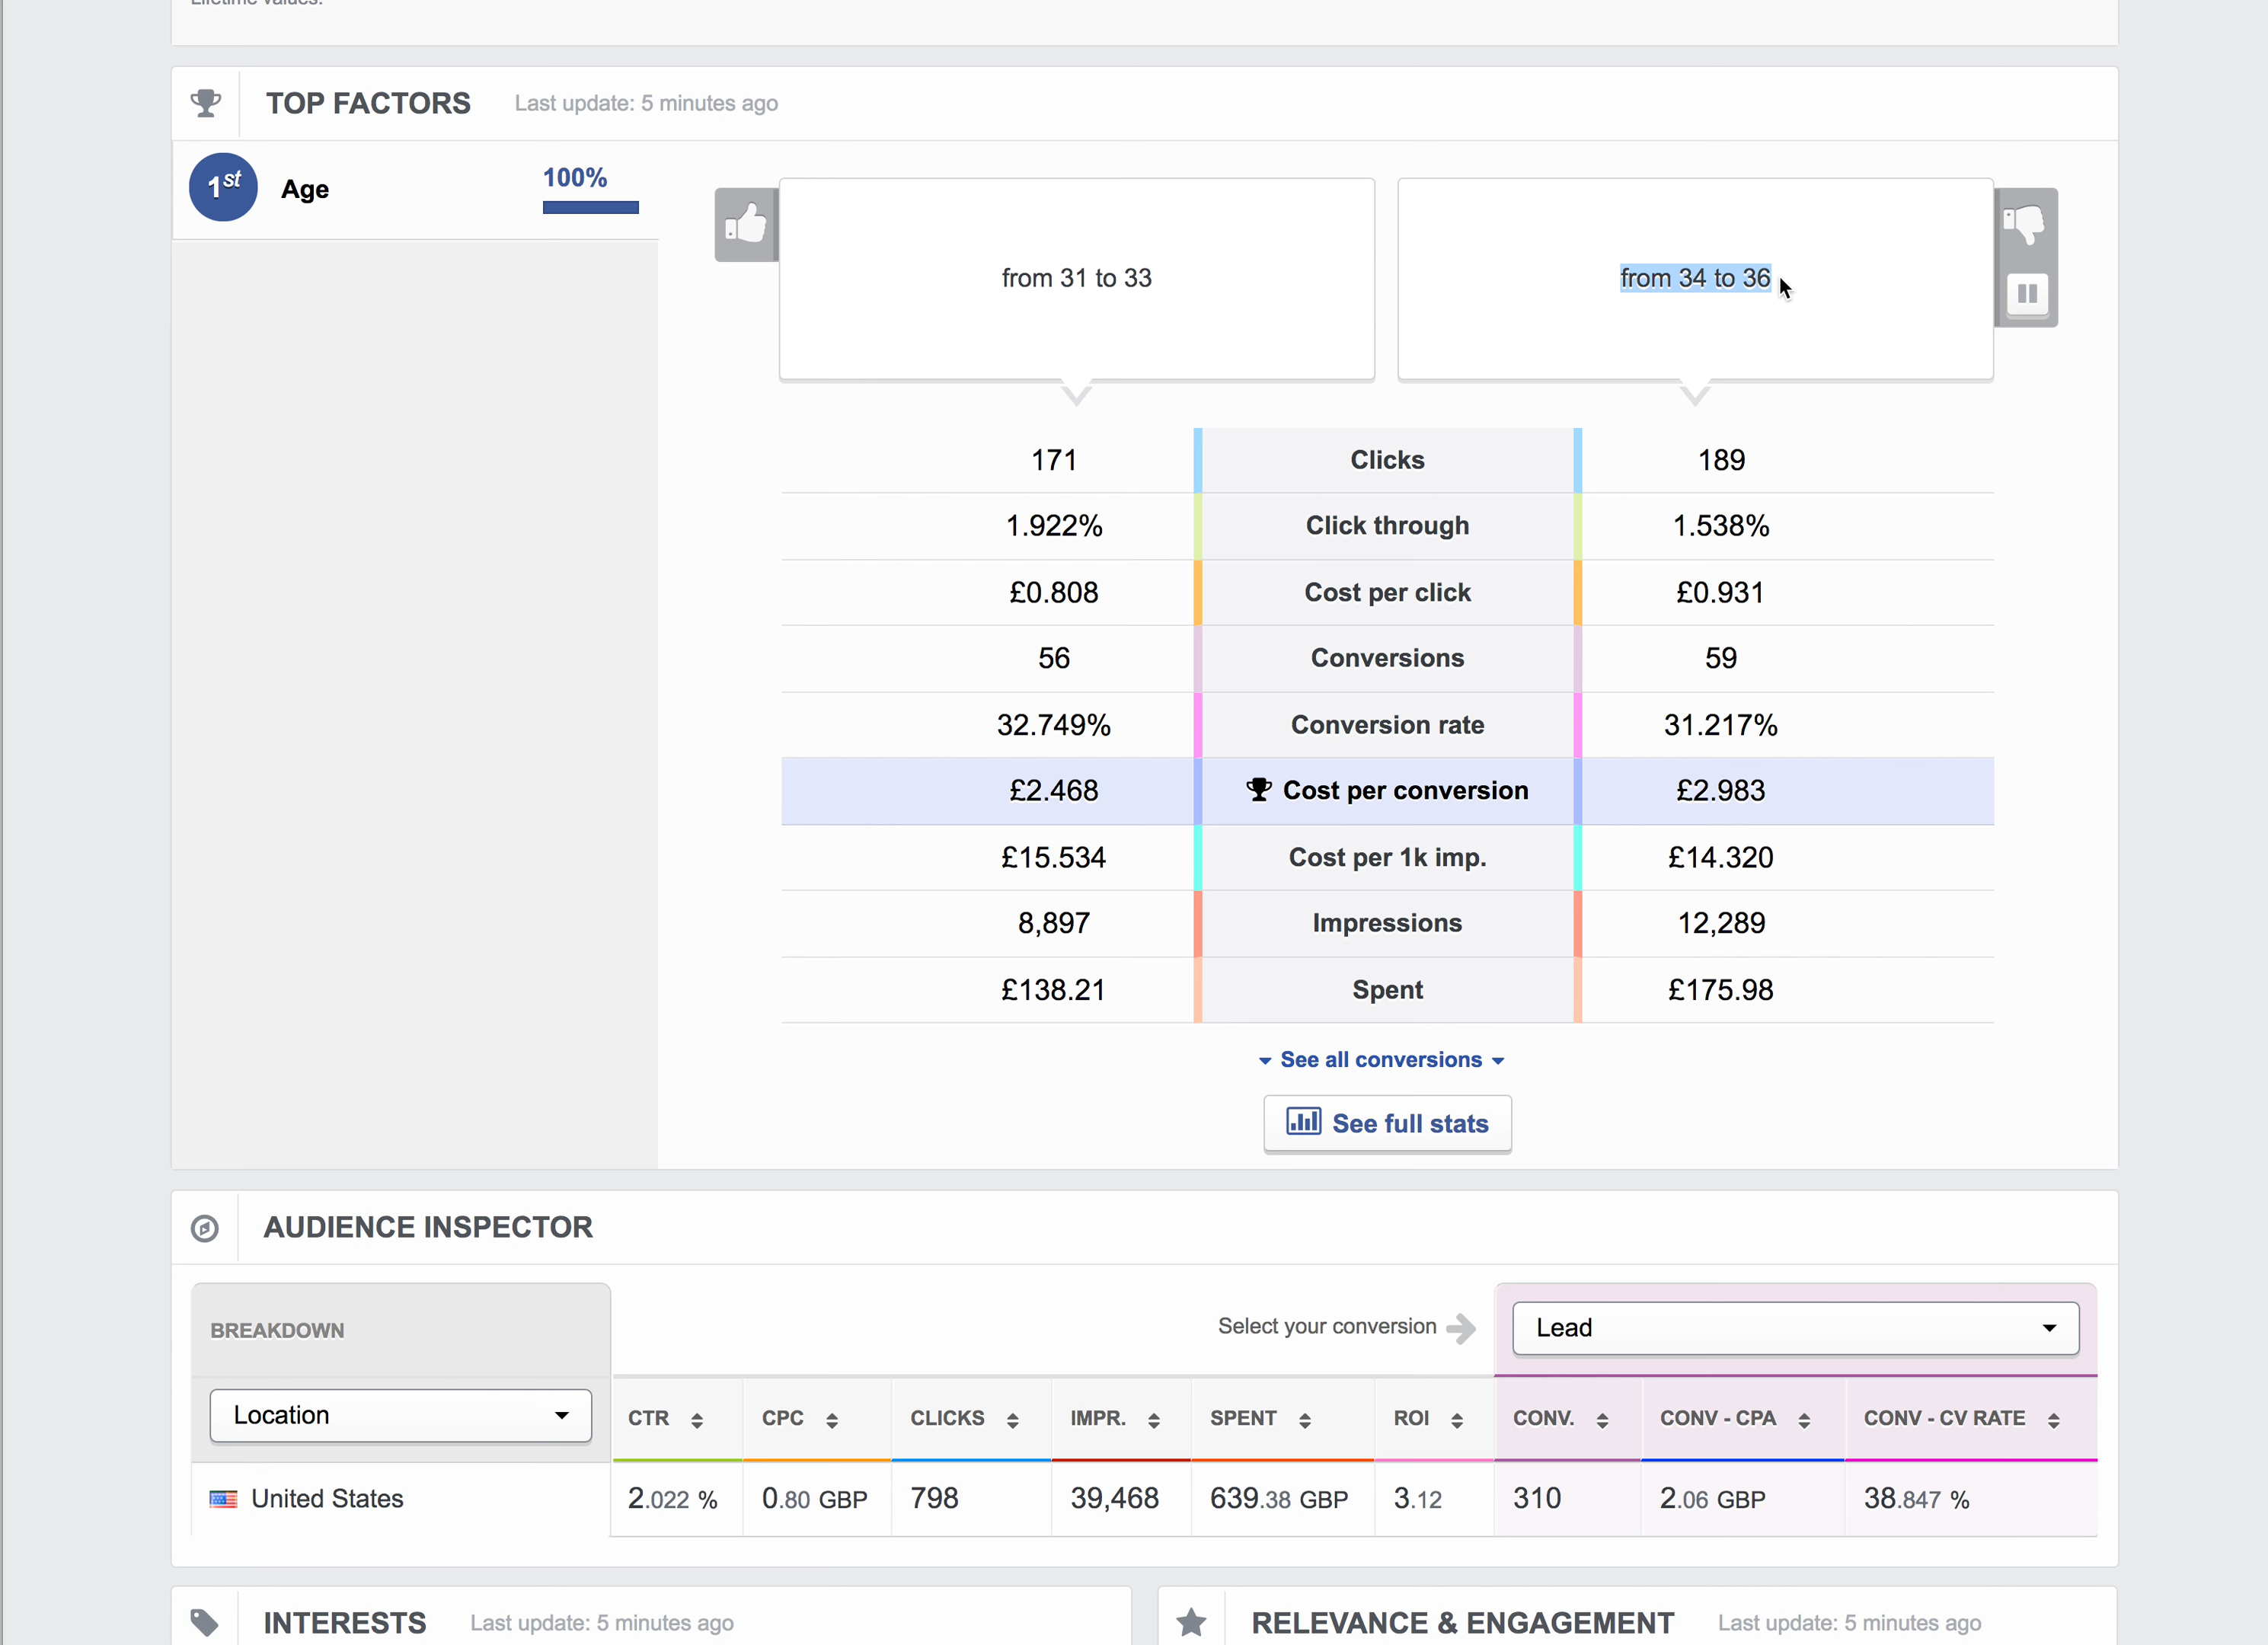 Lifetime values:
TOP FACTORS Last update: 5 minutes ago
1st Age 100%
from 31 to 33 from 34 to 36
171 Clicks 189
1.922% Click through 1.538%
£0.808 Cost per click £0.931
56 Conversions 59
32.749% Conversion rate 31.217%
£2.468 Cost per conversion £2.983
£15.534 Cost per 1k imp. £14.320
8,897 Impressions 12,289
£138.21 Spent £175.98
See all conversions
See full stats
AUDIENCE INSPECTOR
BREAKDOWN Select your conversion Lead
Location CTR CPC CLICKS IMPR. SPENT ROI CONV. CONV - CPA CONV - CV RATE
United States 2.022 % 0.80 GBP 798 39,468 639.38 GBP 3.12 310 2.06 GBP 38.847 %
INTERESTS Last update: 5 minutes ago RELEVANCE & ENGAGEMENT Last update: 5 minutes ago